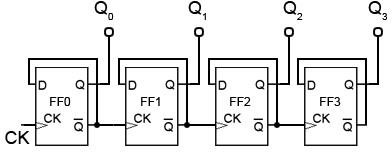 Q0 Q1 Q2 Q3
D Q D Q D Q D Q
FF0 FF1 FF2 FF3
CK CK CK CK
CK Q̅ Q̅ Q̅ Q̅